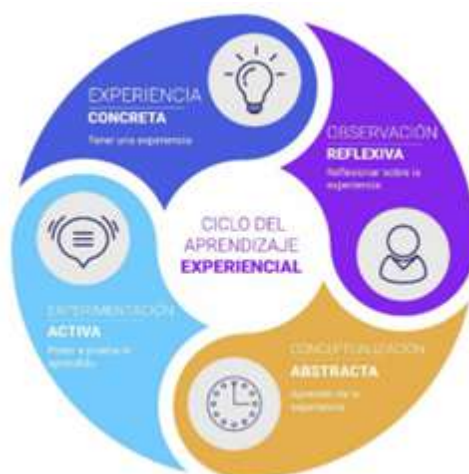 EXPERIENCIA
CONCRETA
Tener una experiencia
OBSERVACIÓN
REFLEXIVA
Reflexionar sobre la
experiencia
CICLO DEL
APRENDIZAJE
EXPERIENCIAL
EXPERIMENTACIÓN
ACTIVA
Poner a prueba lo
aprendido
CONCEPTUALIZACIÓN
ABSTRACTA
Aprender de la
experiencia